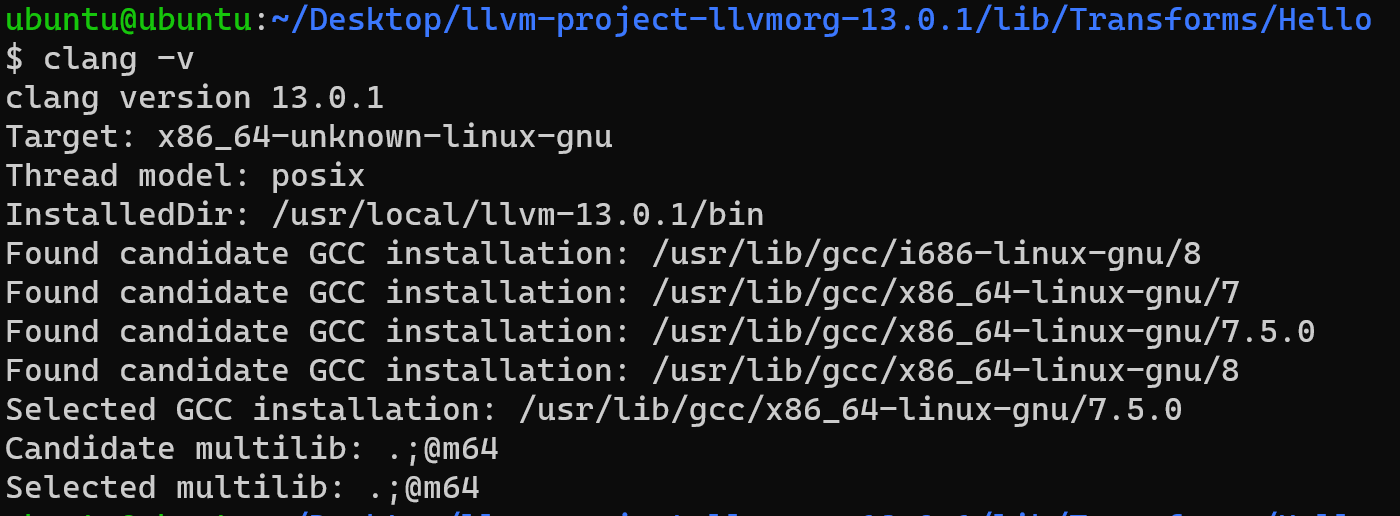 ubuntu@ubuntu:~/Desktop/llvm-project-llvmorg-13.0.1/lib/Transforms/Hello
$ clang -v
clang version 13.0.1
Target: x86_64-unknown-linux-gnu
Thread model: posix
InstalledDir: /usr/local/llvm-13.0.1/bin
Found candidate GCC installation: /usr/lib/gcc/i686-linux-gnu/8
Found candidate GCC installation: /usr/lib/gcc/x86_64-linux-gnu/7
Found candidate GCC installation: /usr/lib/gcc/x86_64-linux-gnu/7.5.0
Found candidate GCC installation: /usr/lib/gcc/x86_64-linux-gnu/8
Selected GCC installation: /usr/lib/gcc/x86_64-linux-gnu/7.5.0
Candidate multilib: .;@m64
Selected multilib: .;@m64